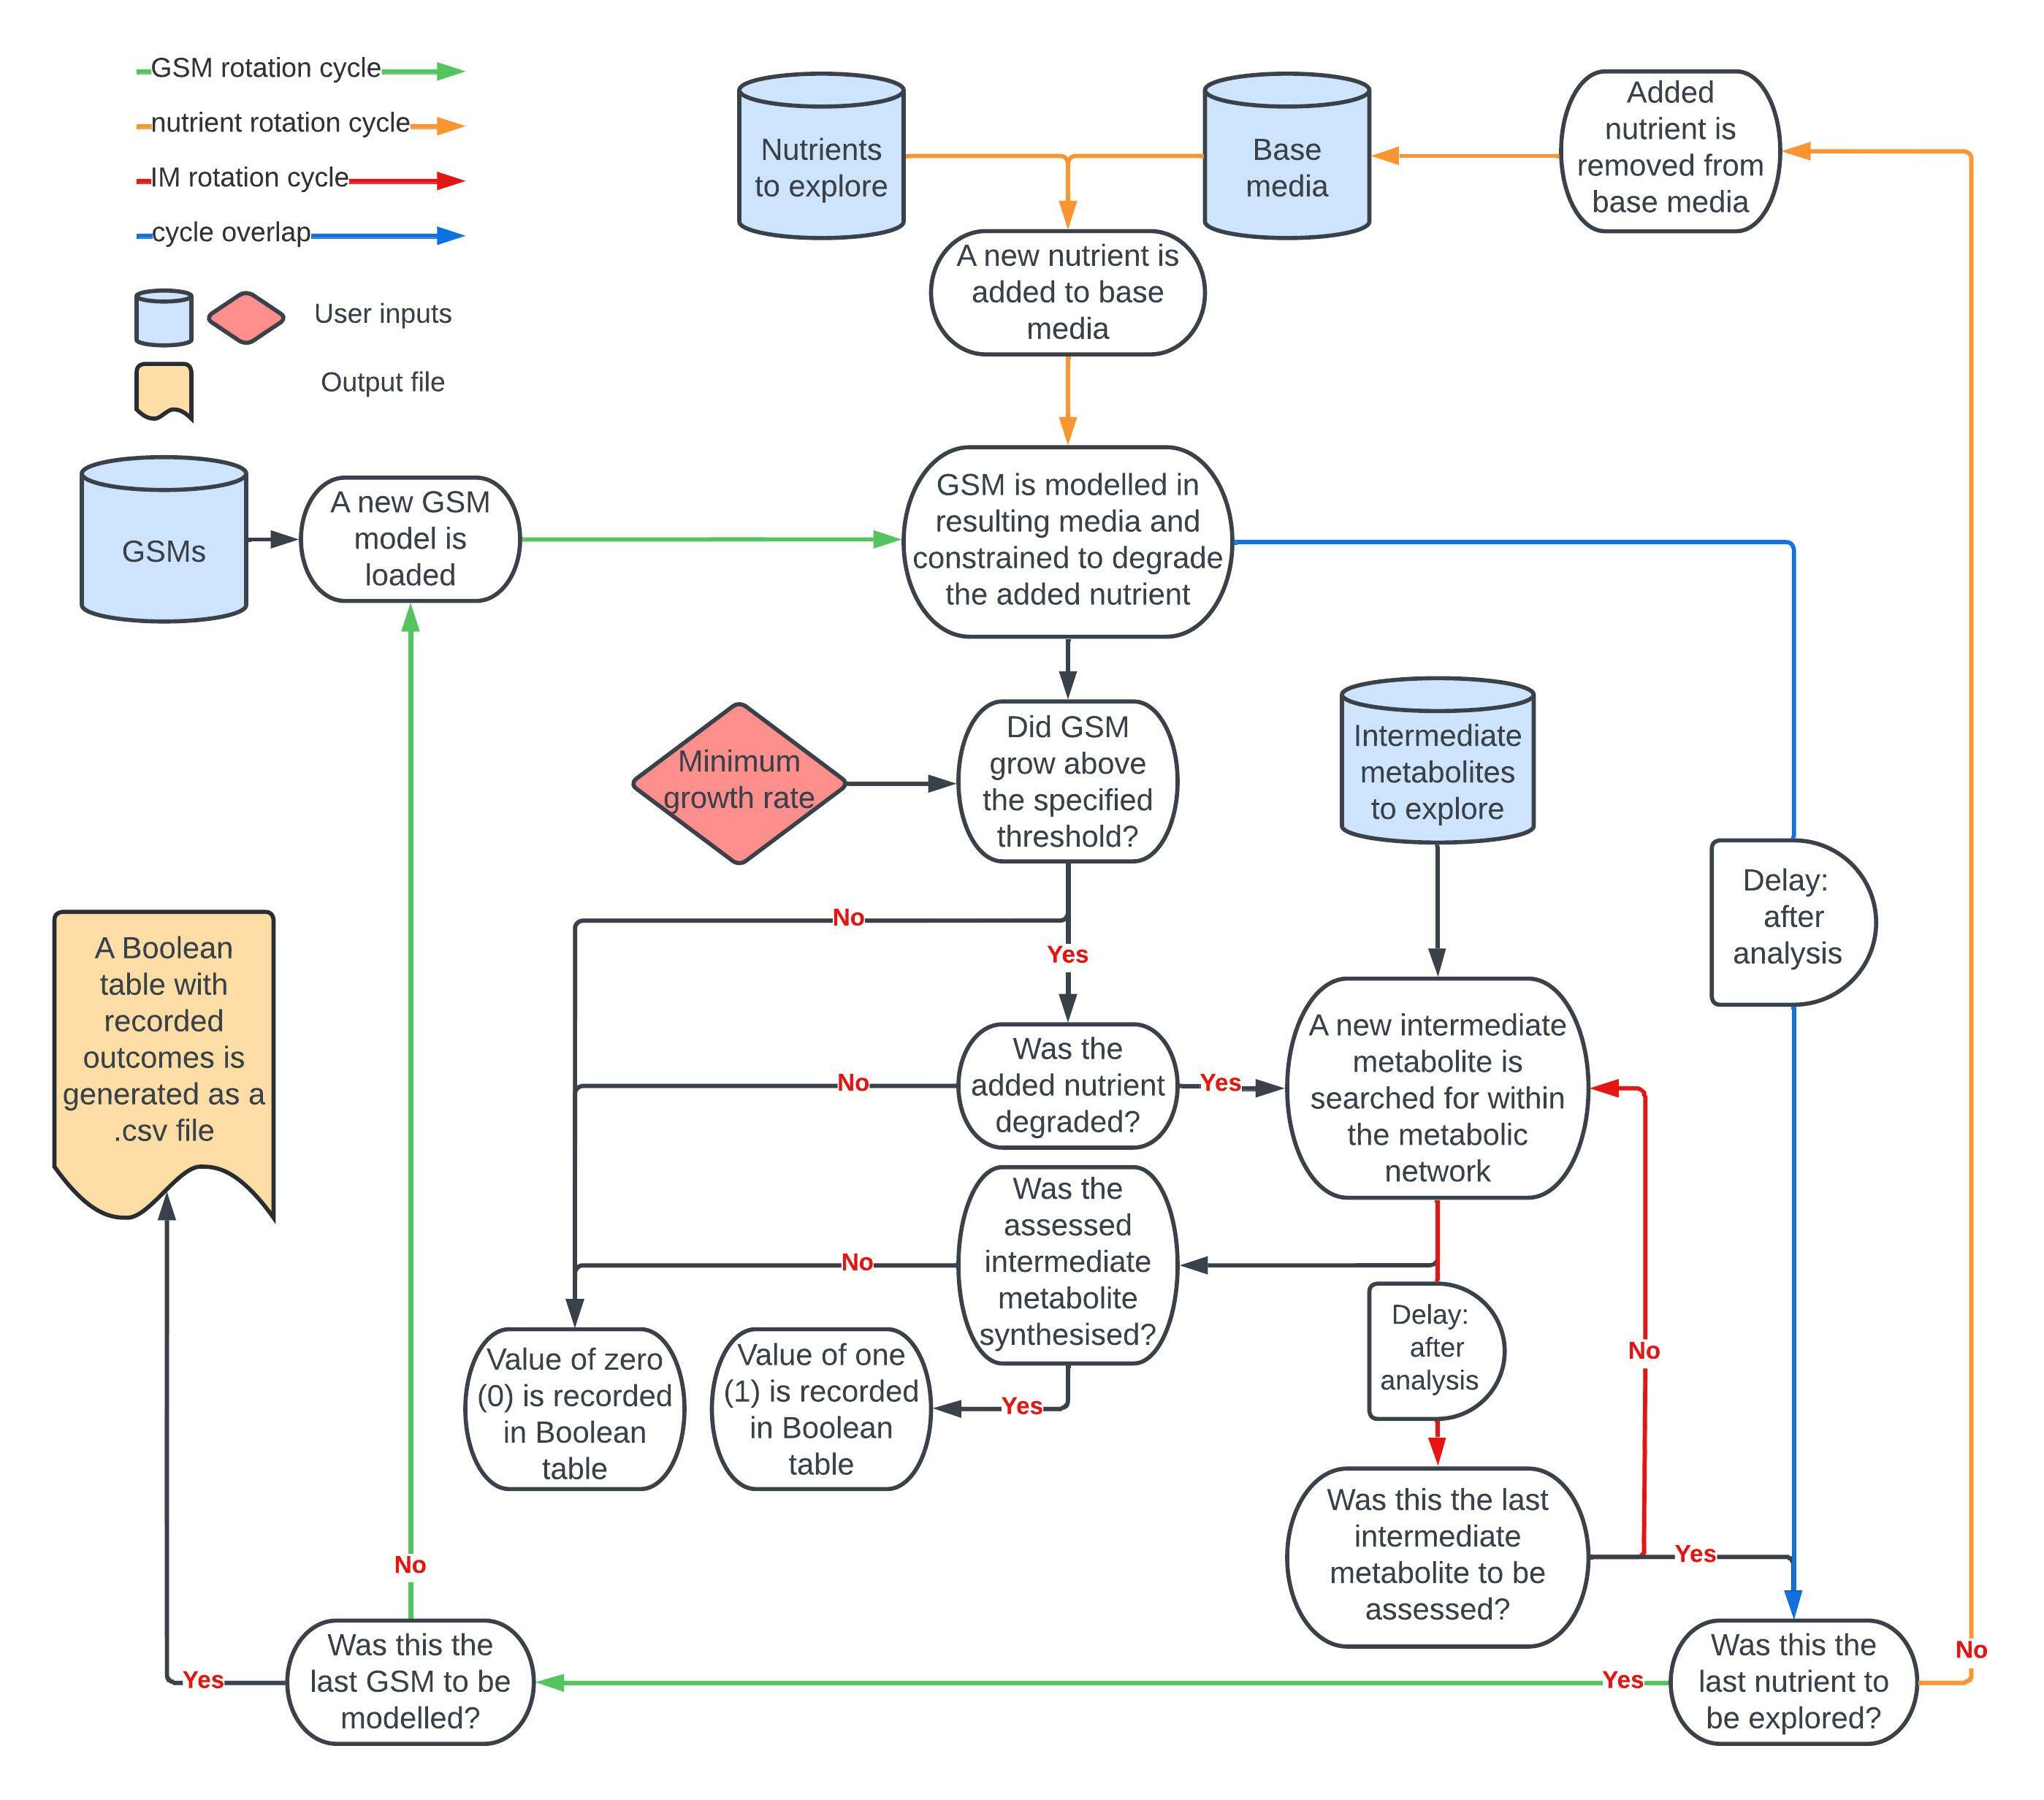 GSM rotation cycle
nutrient rotation cycle
IM rotation cycle
cycle overlap
User inputs
Output file
Nutrients
to explore
Base
media
Added
nutrient is
removed from
base media
A new nutrient is
added to base
media
GSMs
A new GSM
model is
loaded
GSM is modelled in
resulting media and
constrained to degrade
the added nutrient
Minimum
growth rate
Did GSM
grow above
the specified
threshold?
Intermediate
metabolites
to explore
Delay:
after
analysis
No
Yes
A Boolean
table with
recorded
outcomes is
generated as a
.csv file
No
Was the
added nutrient
degraded?
Yes
A new intermediate
metabolite is
searched for within
the metabolic
network
No
Was the
assessed
intermediate
metabolite
synthesised?
Delay:
after
analysis
No
Value of zero
(0) is recorded
in Boolean
table
Value of one
(1) is recorded
in Boolean
table
Yes
Was this the last
intermediate
metabolite to be
assessed?
Yes
No
Yes
Was this the
last GSM to be
modelled?
Yes
Was this the
last nutrient to
be explored?
No